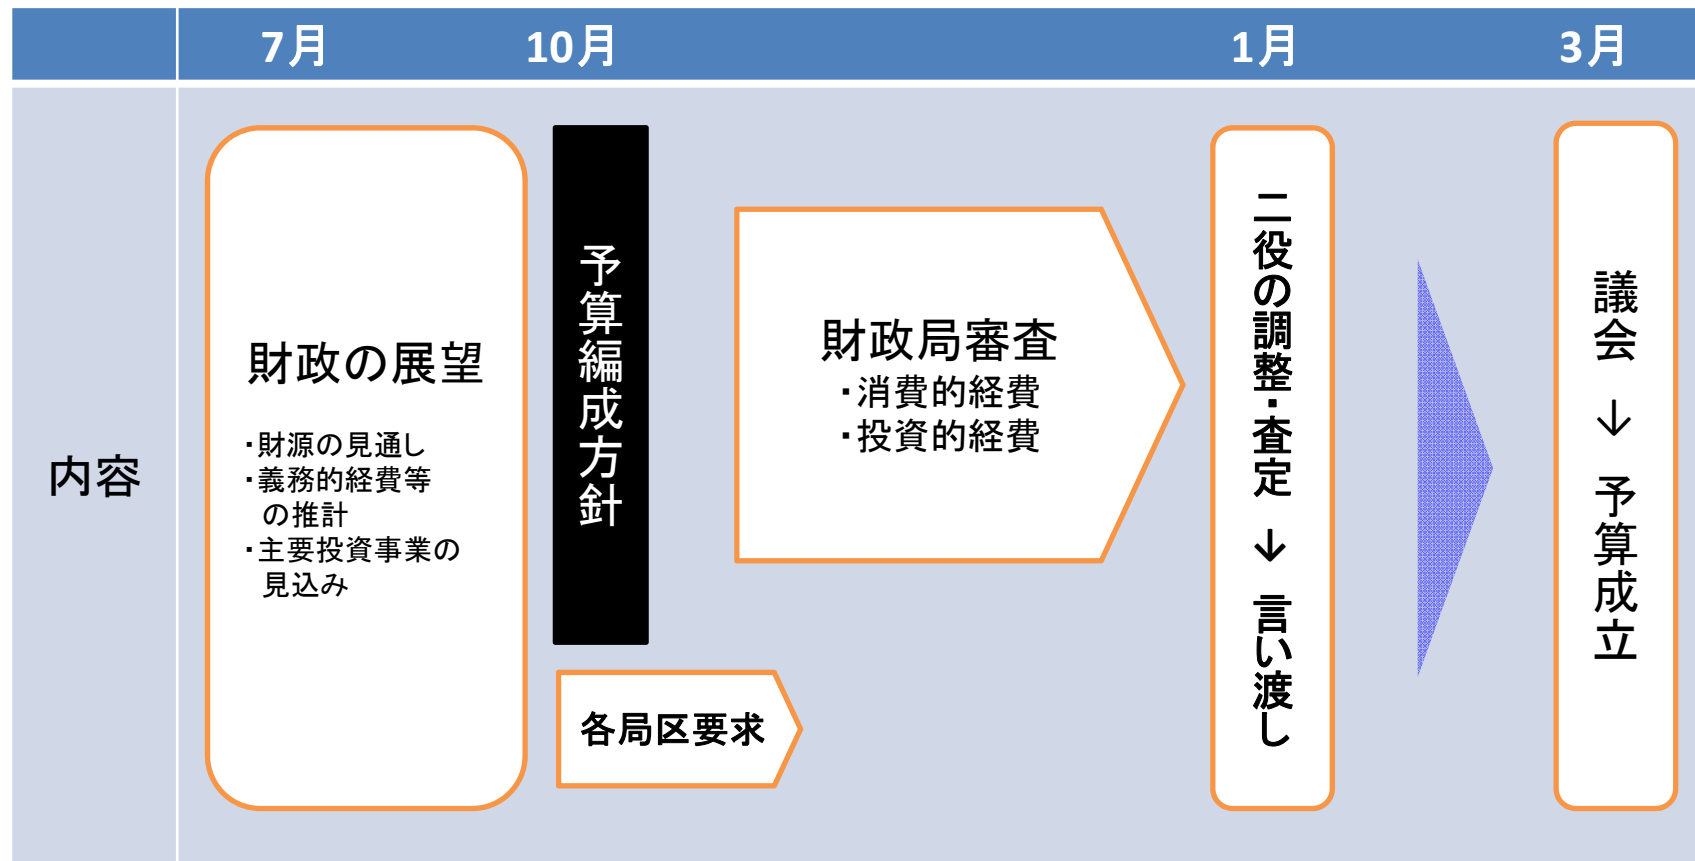 7月
10月
1月
3月
内容
財政の展望
・財源の見通し
・義務的経費等
の推計
・主要投資事業の
見込み
予算編成方針
各局区要求
財政局審査
・消費的経費
・投資的経費
二役の調整・査定 ↓ 言い渡し
議会 ↓ 予算成立